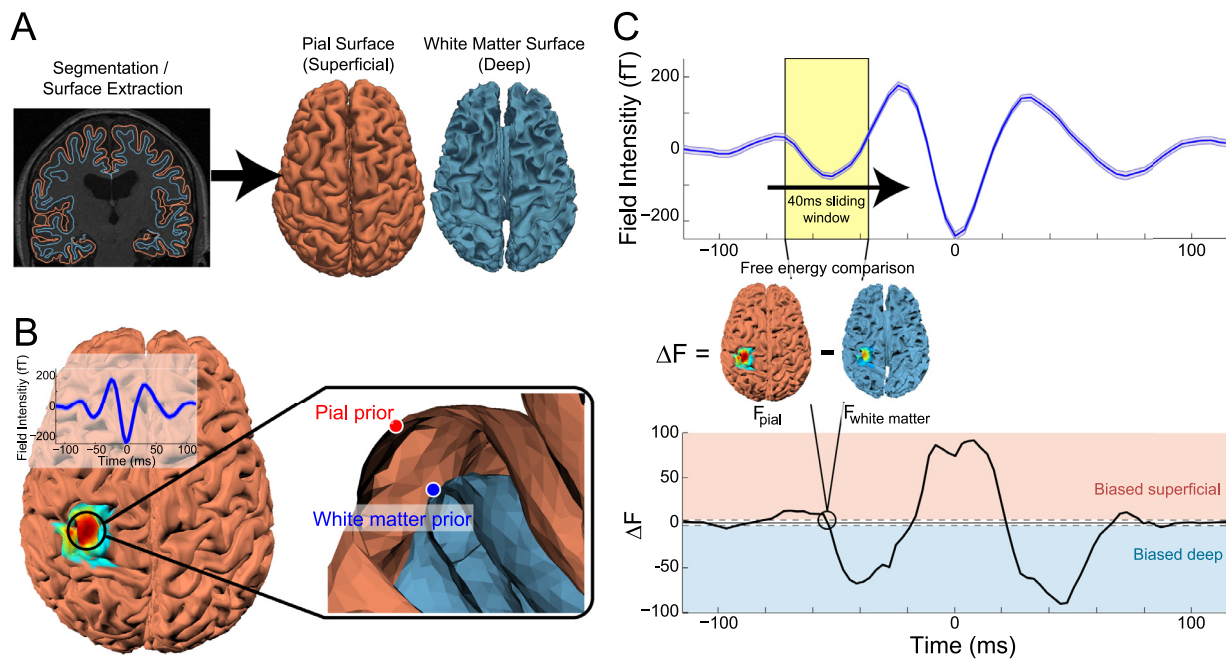 A
Segmentation /
Surface Extraction
Pial Surface
(Superficial)
White Matter Surface
(Deep)
B
Field Intensitiy (fT)
200
0
−200
−100
−50
0
50
100
Time (ms)
Pial prior
White matter prior
C
Field Intensitiy (fT)
200
0
−200
40ms sliding
window
−100
0
100
Free energy comparison
ΔF =
−
Fpial
Fwhite matter
ΔF
100
50
0
−50
−100
Biased superficial
Biased deep
−100
0
100
Time (ms)